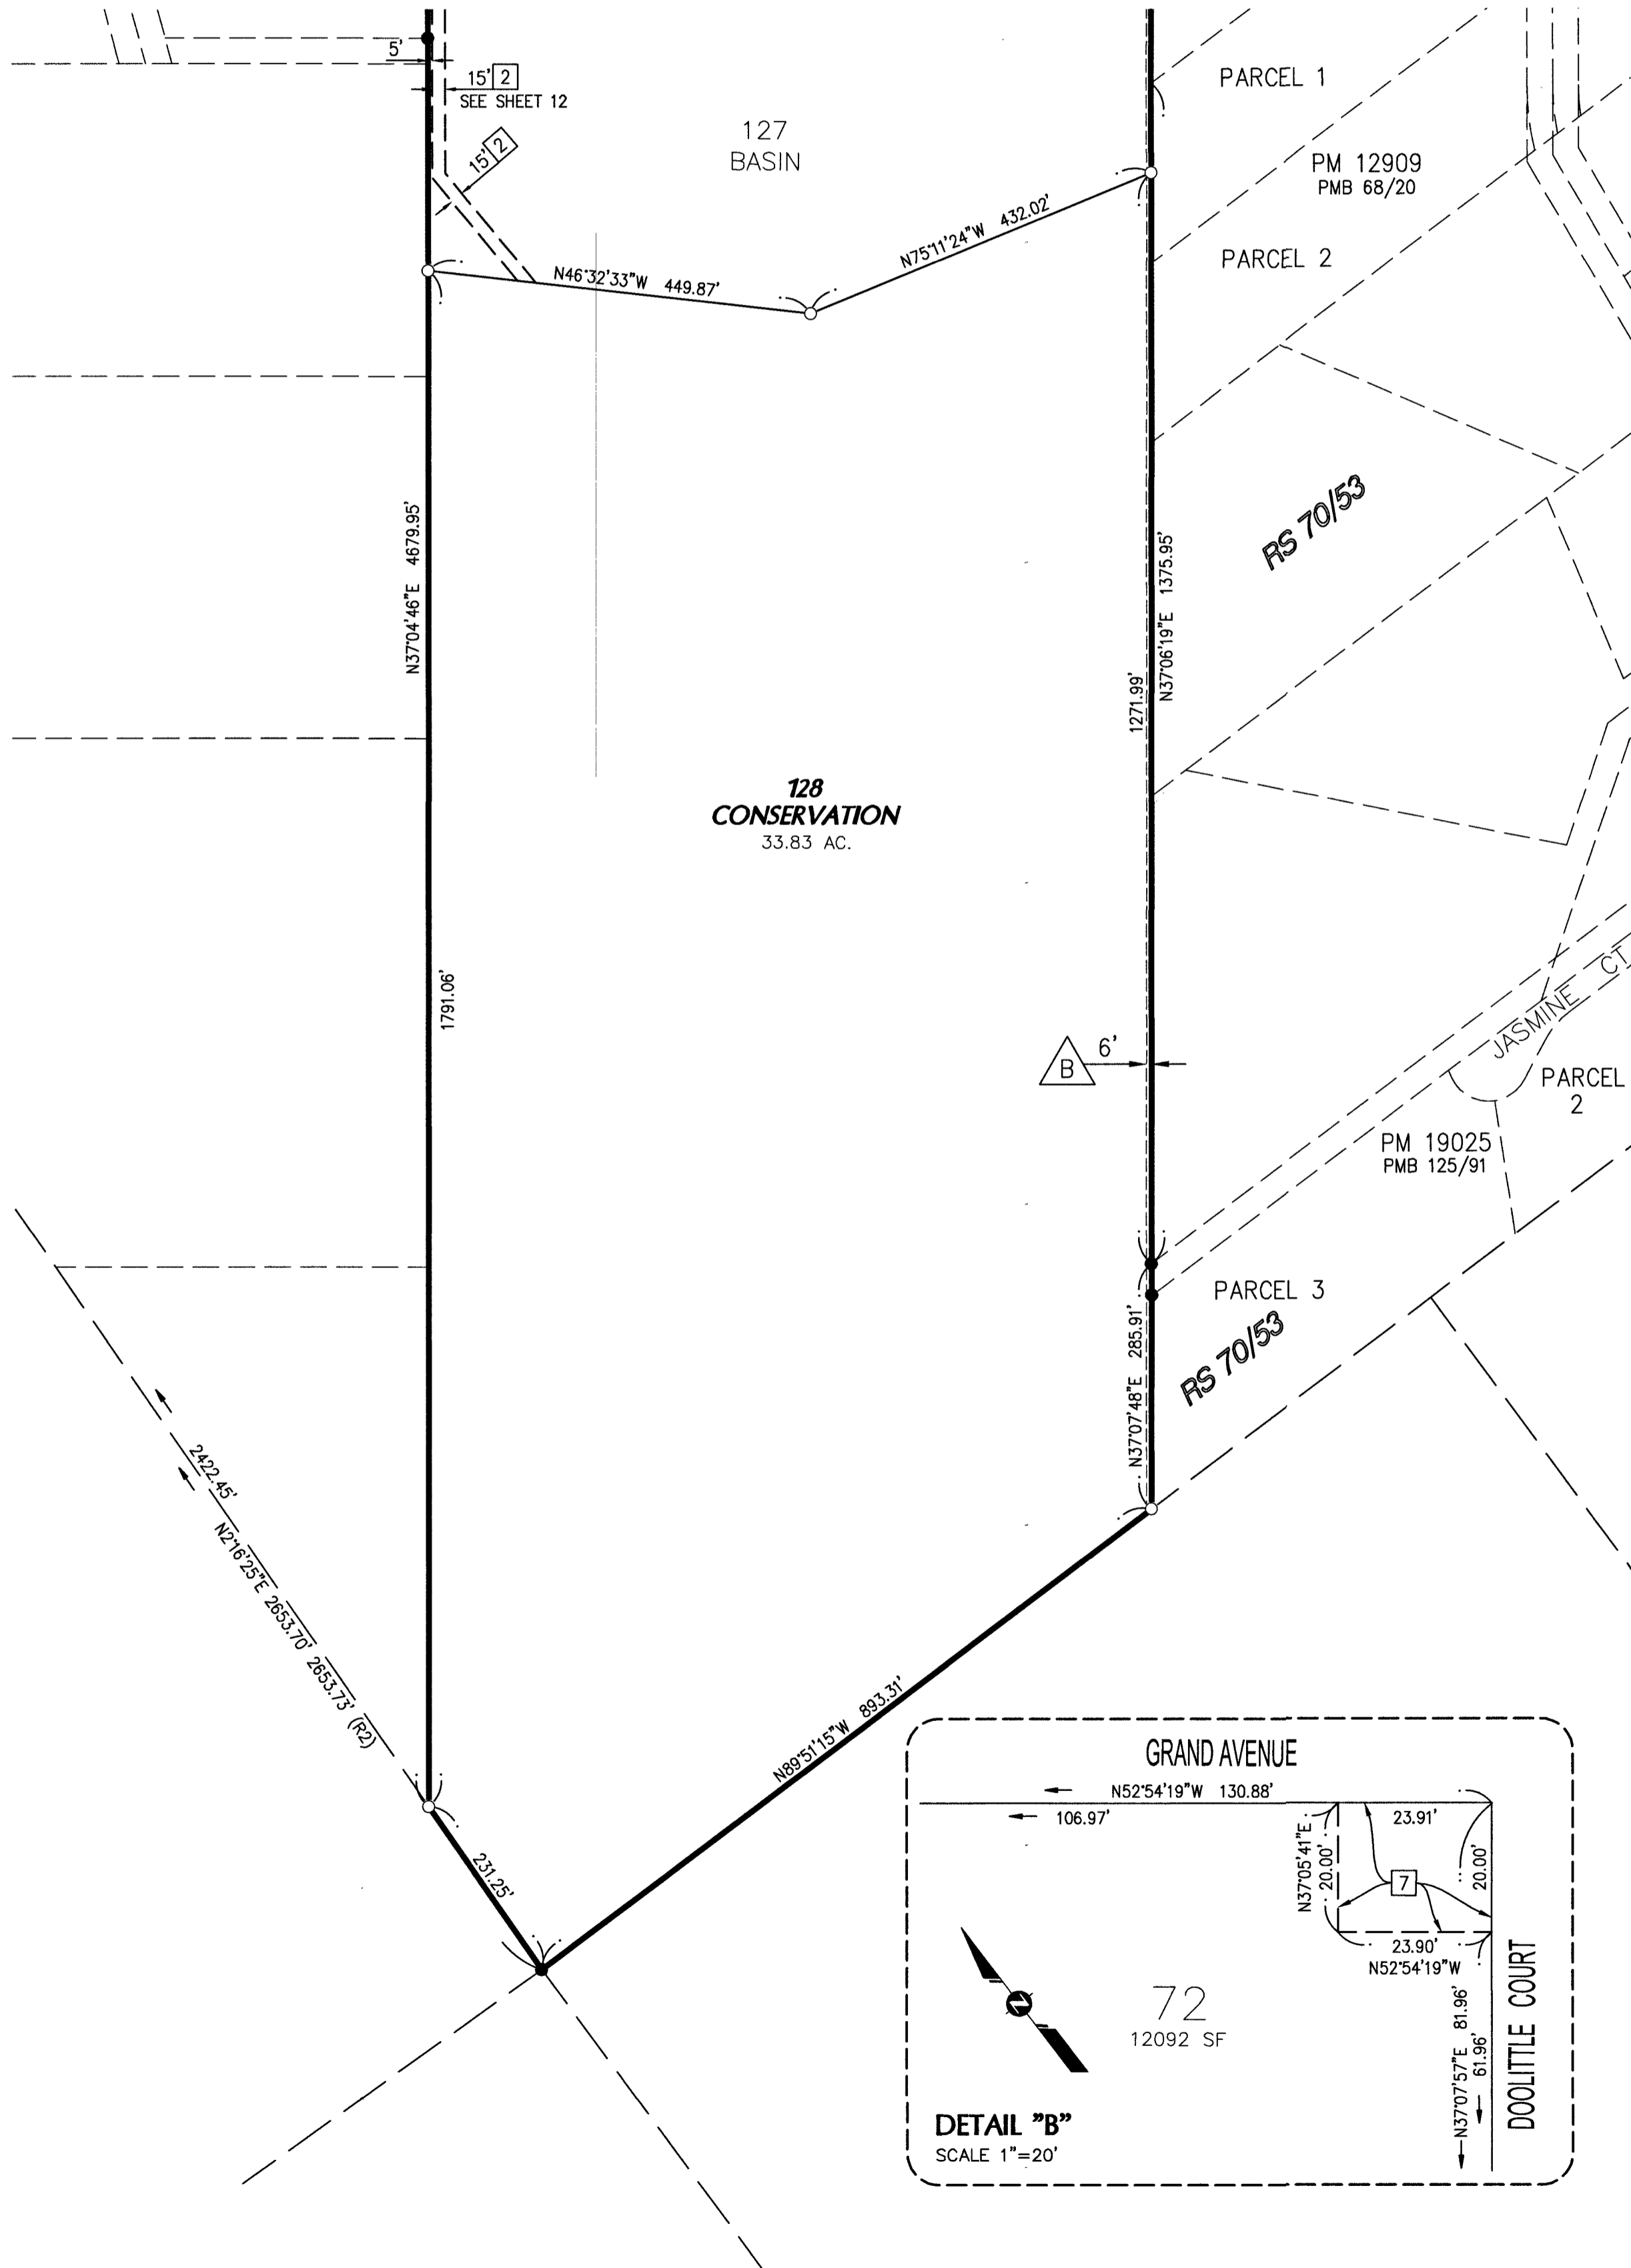 5'
15' 2
SEE SHEET 12
15' 2
127
BASIN
PARCEL 1
PM 12909
PMB 68/20
PARCEL 2
N75°11'24"W 432.02'
N46°32'33"W 449.87'
RS 70/53
N37°04'46"E 4679.95'
N37°06'19"E 1375.95'
1271.99'
128
CONSERVATION
33.83 AC.
1791.06'
JASMINE CT
B 6'
PARCEL
2
PM 19025
PMB 125/91
PARCEL 3
RS 70/53
N37°07'48"E 285.91'
2422.45'
N2°16'25"E 2653.70' 2653.73' (R2)
N89°51'15"W 893.31'
231.25'
GRAND AVENUE
N52°54'19"W 130.88'
106.97'
23.91'
N37°05'41"E
20.00'
7
20.00'
23.90'
N52°54'19"W
N
72
12092 SF
N37°07'57"E 81.96'
61.96'
DOOLITTLE COURT
DETAIL "B"
SCALE 1"=20'